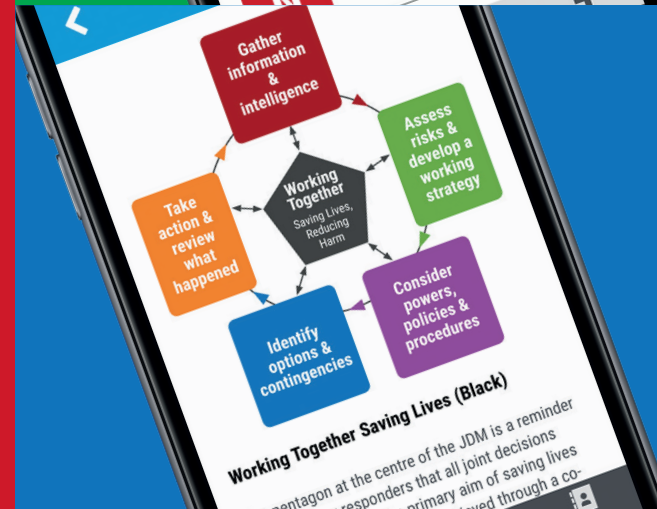 Gather
information
&
intelligence
Assess
risks &
develop a
working
strategy
Consider
powers,
policies &
procedures
Identify
options &
contingencies
Take
action &
review
what
happened
Working
Together
Saving Lives,
Reducing
Harm
Working Together Saving Lives (Black)
pentagon at the centre of the JDM is a reminder
responders that all joint decisions
primary aim of saving lives
through a co-